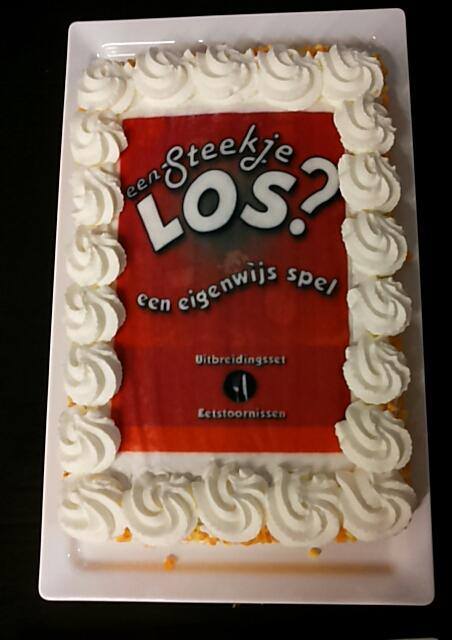 een Steekje
LOS?
een eigenwijs spel
Uitbreidingsset
Eetstoornissen